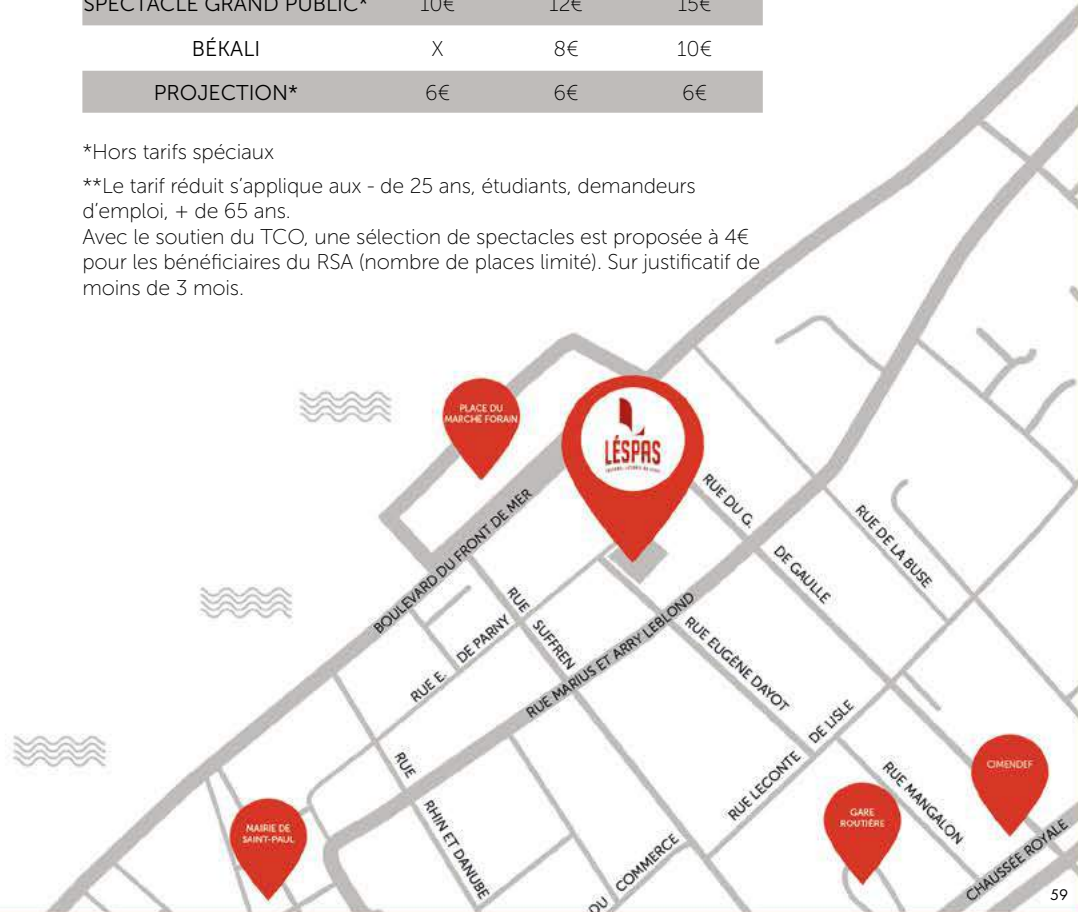 SPECTACLE GRAND PUBLIC* 10€ 12€ 15€
BÉKALI X 8€ 10€
PROJECTION* 6€ 6€ 6€
*Hors tarifs spéciaux
**Le tarif réduit s’applique aux - de 25 ans, étudiants, demandeurs
d’emploi, + de 65 ans.
Avec le soutien du TCO, une sélection de spectacles est proposée à 4€
pour les bénéficiaires du RSA (nombre de places limité). Sur justificatif de
moins de 3 mois.
PLACE DU
MARCHE FORAIN
LÉSPAS
BOULEVARD DU FRONT DE MER
RUE DU G.
DE GAULLE
RUE DE LA BUSE
RUE
SUFFREN
RUE E. DE PARNY
RUE MARIUS ET ARRY LEBLOND
RUE EUGÈNE DAYOT
RUE LECONTE DE LISLE
RUE MANGALON
CIMENDEF
GARE
ROUTIÈRE
RUE
RHIN ET DANUBE
MAIRIE DE
SAINT-PAUL
DU COMMERCE
CHAUSSÉE ROYALE
59